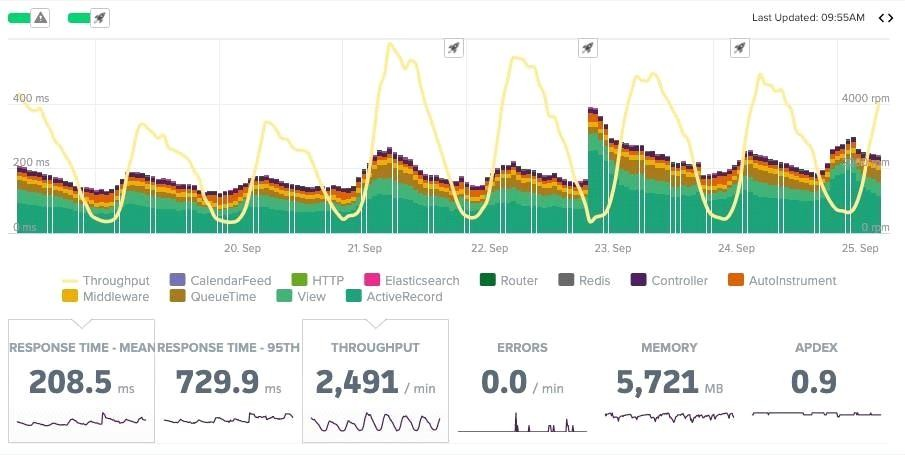 Last Updated: 09:55AM
400 ms
4000 rpm
200 ms
0 ms
0 rpm
20. Sep
21. Sep
22. Sep
23. Sep
24. Sep
25. Sep
Throughput
CalendarFeed
HTTP
Elasticsearch
Router
Redis
Controller
AutoInstrument
Middleware
QueueTime
View
ActiveRecord
RESPONSE TIME - MEAN
RESPONSE TIME - 95TH
THROUGHPUT
ERRORS
MEMORY
APDEX
208.5 ms
729.9 ms
2,491 / min
0.0 / min
5,721 MB
0.9